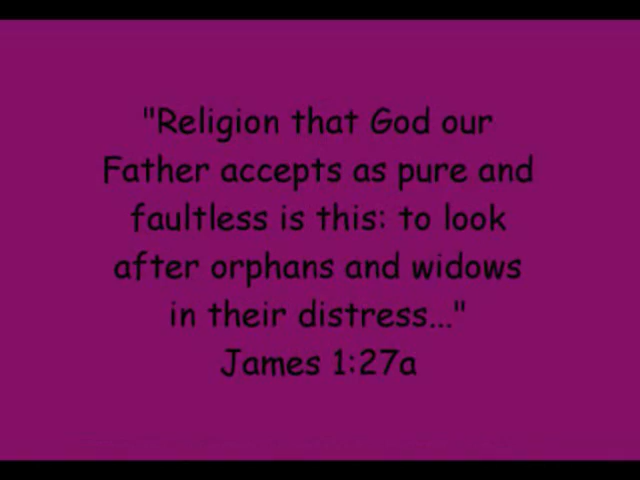 "Religion that God our
Father accepts as pure and
faultless is this: to look
after orphans and widows
in their distress..."
James 1:27a